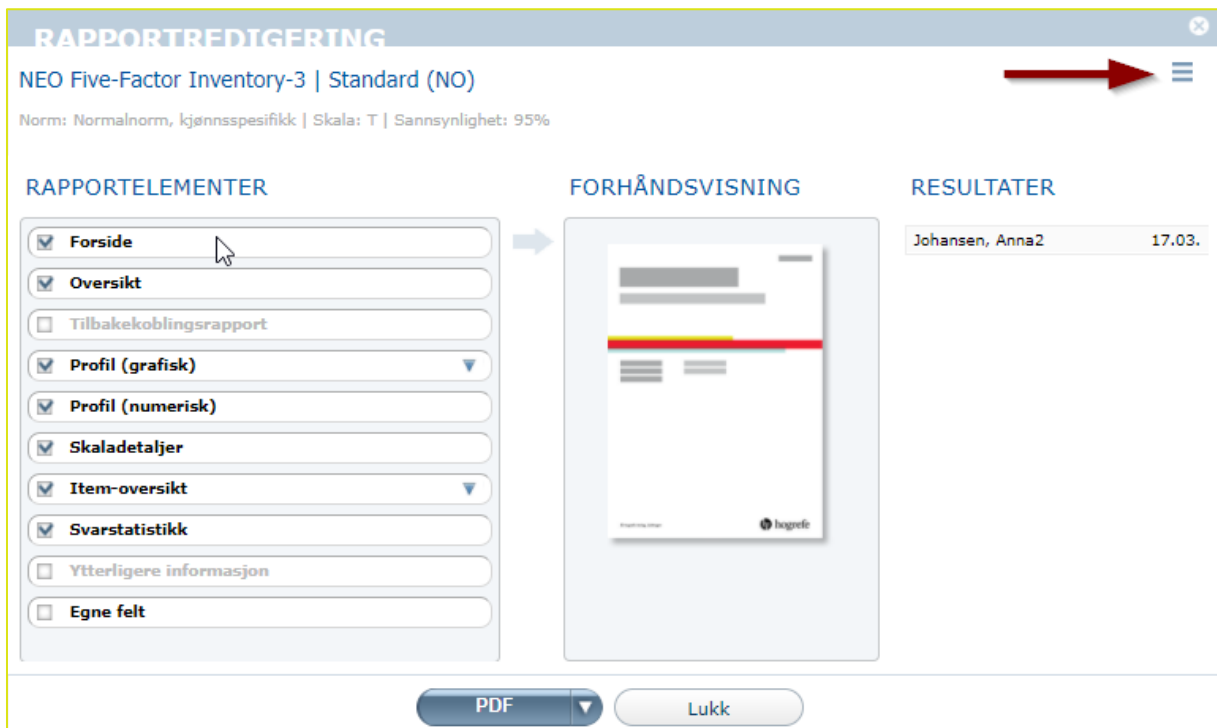 RAPPORTREDIGERING
NEO Five-Factor Inventory-3 | Standard (NO)
Norm: Normalnorm, kjønnsspesifikk | Skala: T | Sannsynlighet: 95%
RAPPORTELEMENTER
Forside
Oversikt
Tilbakekoblingsrapport
Profil (grafisk)
Profil (numerisk)
Skaladetaljer
Item-oversikt
Svarstatistikk
Ytterligere informasjon
Egne felt
FORHÅNDSVISNING
hogrefe
RESULTATER
Johansen, Anna2 17.03.
PDF
Lukk